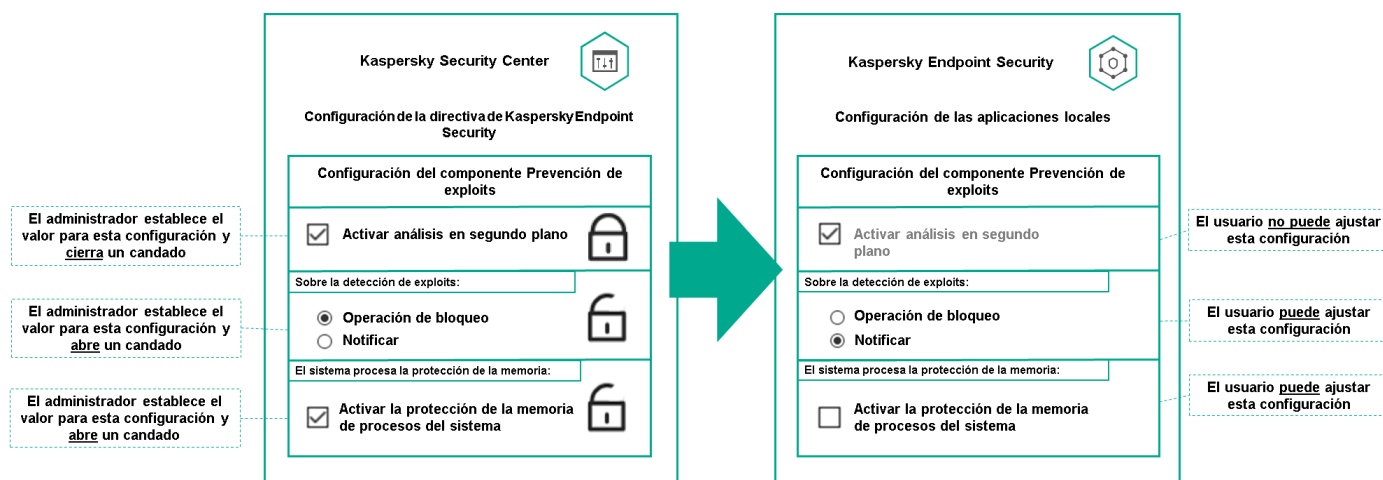 Kaspersky Security Center
Configuración de la directiva de Kaspersky Endpoint
Security
Configuración del componente Prevención de
exploits
El administrador establece el
valor para esta configuración y
cierra un candado
Activar análisis en segundo plano
Sobre la detección de exploits:
El administrador establece el
valor para esta configuración y
abre un candado
Operación de bloqueo
Notificar
El sistema procesa la protección de la memoria:
El administrador establece el
valor para esta configuración y
abre un candado
Activar la protección de la memoria
de procesos del sistema
Kaspersky Endpoint Security
Configuración de las aplicaciones locales
Configuración del componente Prevención de
exploits
Activar análisis en segundo
plano
El usuario no puede ajustar
esta configuración
Sobre la detección de exploits:
Operación de bloqueo
Notificar
El usuario puede ajustar
esta configuración
El sistema procesa la protección de la memoria:
Activar la protección de la memoria
de procesos del sistema
El usuario puede ajustar
esta configuración